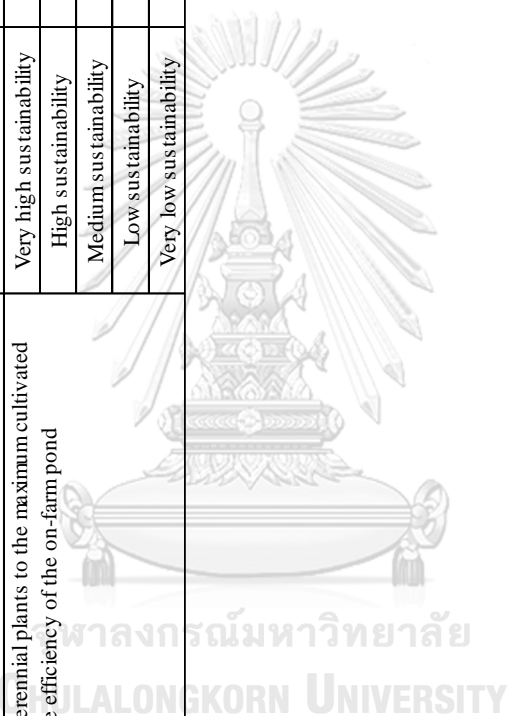 Very high sustainability
High sustainability
Medium sustainability
Low sustainability
Very low sustainability
plants to the maximum cultivated
efficiency of the on-farm pond
จุฬาลงกรณ์มหาวิทยาลัย
CHULALONGKORN UNIVERSITY